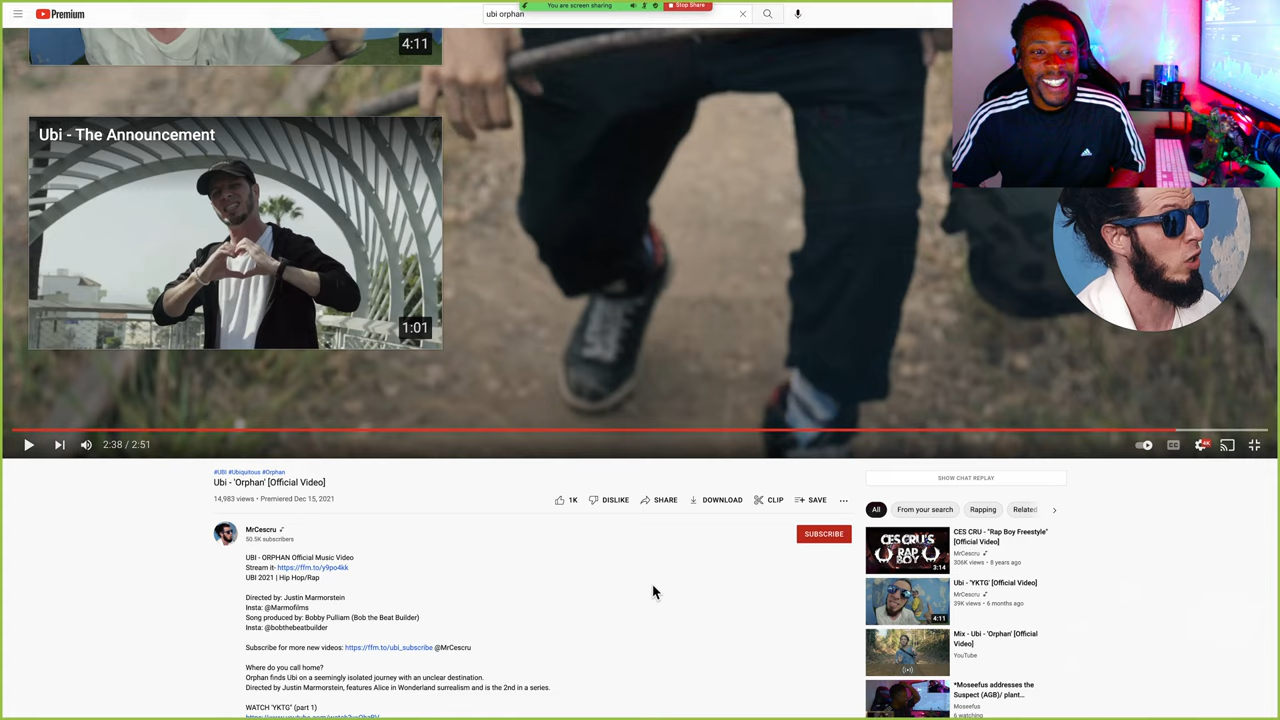 Premium
You are screen sharing
Stop Share
ubi orphan
4:11
Ubi - The Announcement
1:01
2:38 / 2:51
CC
4K
#UBI #Ubiquitous #Orphan
Ubi - 'Orphan' [Official Video]
14,983 views • Premiered Dec 15, 2021
1K
DISLIKE
SHARE
DOWNLOAD
CLIP
SAVE
MrCescru
50.5K subscribers
SUBSCRIBE
UBI - ORPHAN Official Music Video
Stream it- https://ffm.to/y9po4kk
UBI 2021 | Hip Hop/Rap
Directed by: Justin Marmorstein
Insta: @Marmofilms
Song produced by: Bobby Pulliam (Bob the Beat Builder)
Insta: @bobthebeatbuilder
Subscribe for more new videos: https://ffm.to/ubi_subscribe @MrCescru
Where do you call home?
Orphan finds Ubi on a seemingly isolated journey with an unclear destination.
Directed by Justin Marmorstein, features Alice in Wonderland surrealism and is the 2nd in a series.
WATCH "YKTG" (part 1)
SHOW CHAT REPLAY
All
From your search
Rapping
Related
CES CRU'S
RAP
BOY
3:14
CES CRU - "Rap Boy Freestyle"
[Official Video]
MrCescru
306K views • 8 years ago
4:11
Ubi - 'YKTG' [Official Video]
MrCescru
39K views • 6 months ago
Mix - Ubi - 'Orphan' [Official
Video]
YouTube
*Moseefus addresses the
Suspect (AGB)/ plant…
Moseefus
6 watching